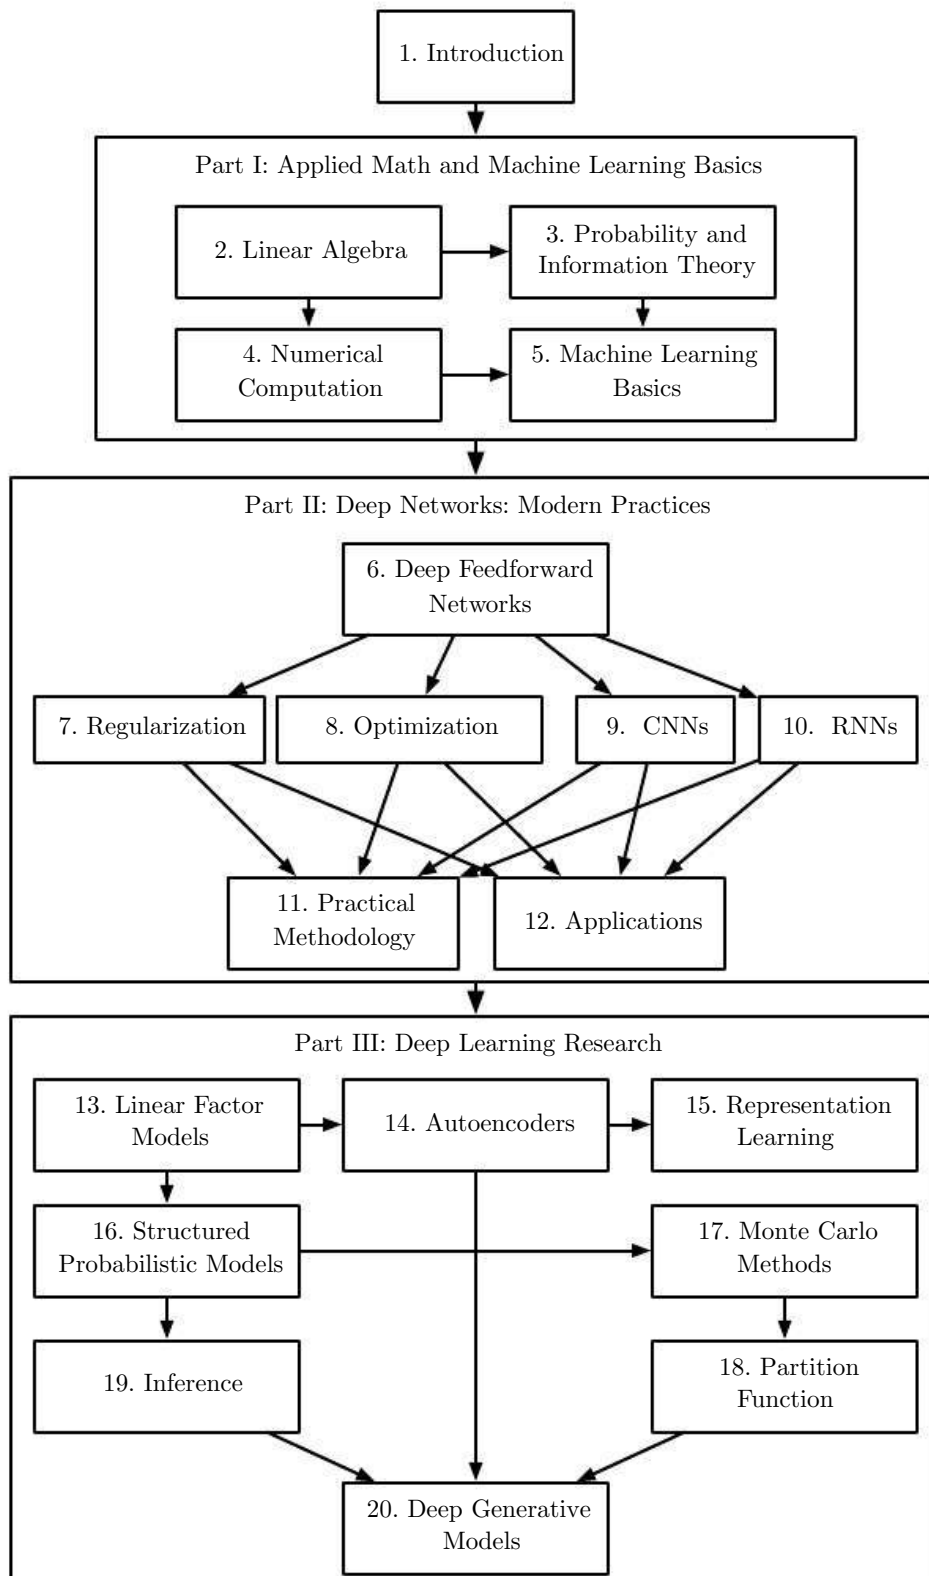 1. Introduction
Part I: Applied Math and Machine Learning Basics
2. Linear Algebra
3. Probability and
Information Theory
4. Numerical
Computation
5. Machine Learning
Basics
Part II: Deep Networks: Modern Practices
6. Deep Feedforward
Networks
7. Regularization
8. Optimization
9. CNNs
10. RNNs
11. Practical
Methodology
12. Applications
Part III: Deep Learning Research
13. Linear Factor
Models
14. Autoencoders
15. Representation
Learning
16. Structured
Probabilistic Models
17. Monte Carlo
Methods
19. Inference
18. Partition
Function
20. Deep Generative
Models